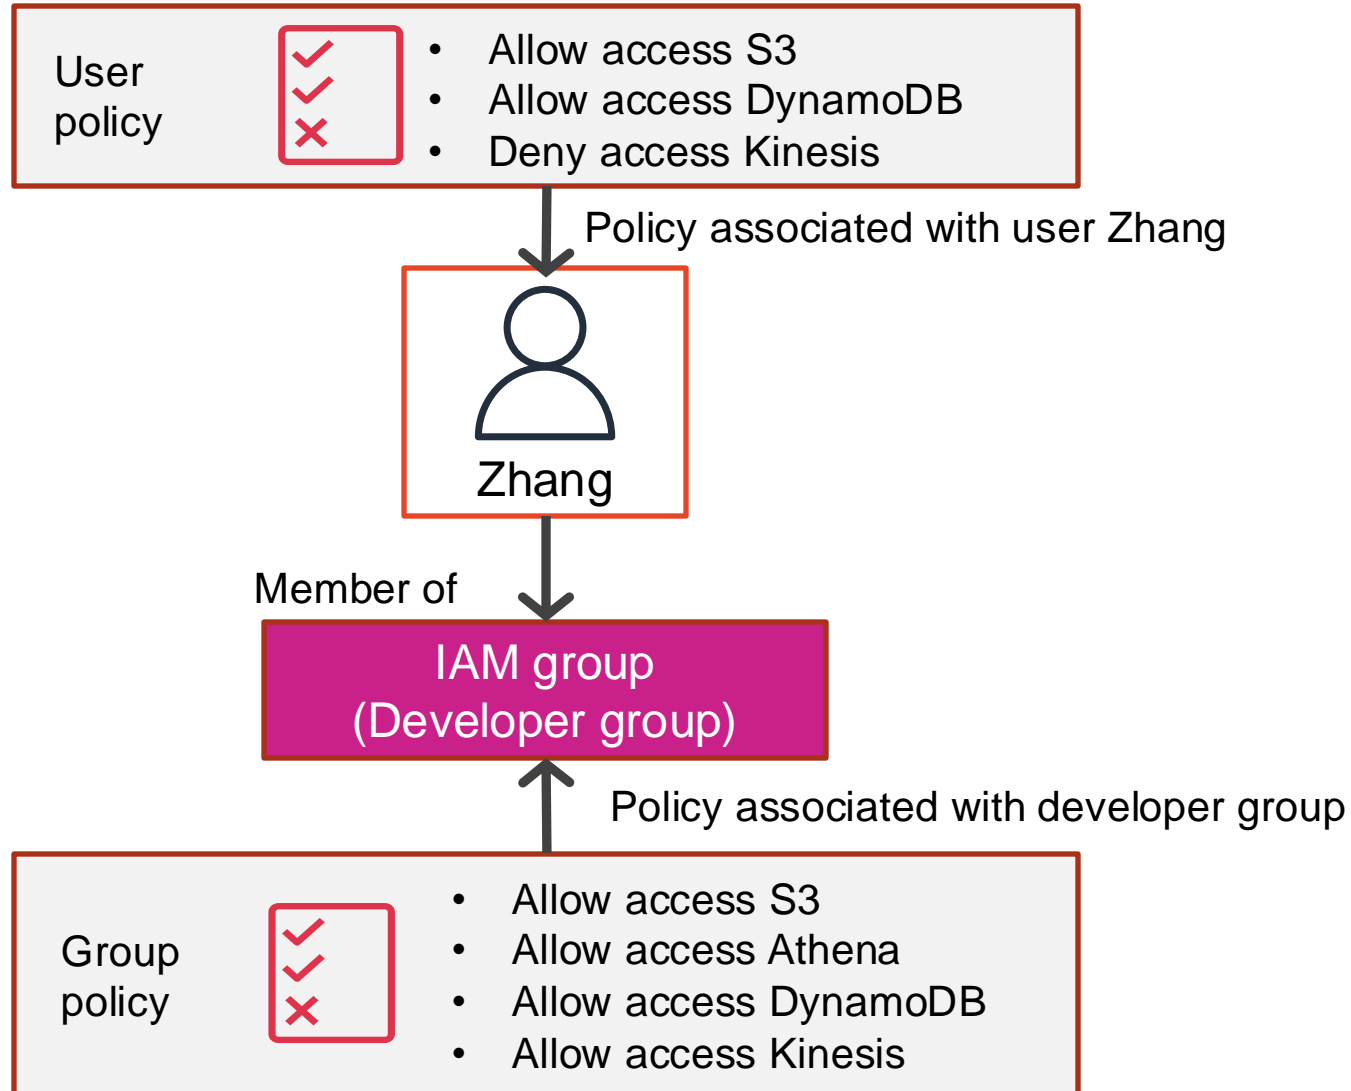 User
policy
• Allow access S3
• Allow access DynamoDB
• Deny access Kinesis
Policy associated with user Zhang
Zhang
Member of
IAM group
(Developer group)
Policy associated with developer group
Group
policy
• Allow access S3
• Allow access Athena
• Allow access DynamoDB
• Allow access Kinesis